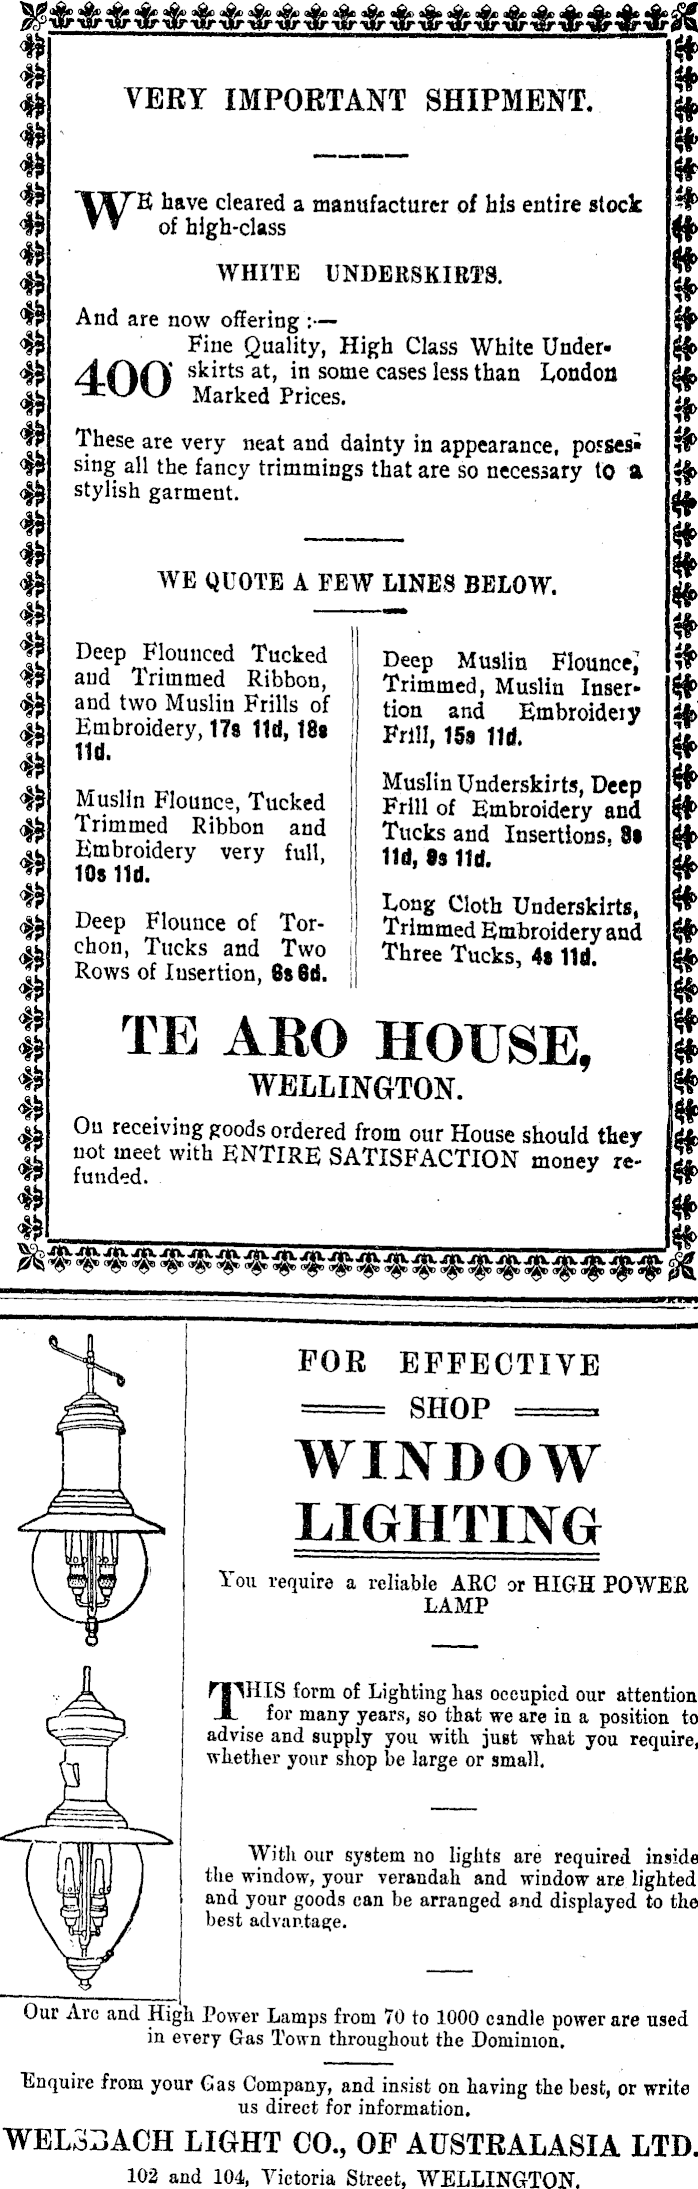 VERY IMPORTANT SHIPMENT.
WE have cleared a manufacturer of his entire stock
of high-class
WHITE UNDERSKIRTS.
And are now offering :—
400 Fine Quality, High Class White Under-
skirts at, in some cases less than London
Marked Prices.
These are very neat and dainty in appearance, posses-
sing all the fancy trimmings that are so necessary to a
stylish garment.
WE QUOTE A FEW LINES BELOW.
Deep Flounced Tucked
and Trimmed Ribbon,
and two Muslin Frills of
Embroidery, 17s 11d, 18s
11d.
Muslin Flounce, Tucked
Trimmed Ribbon and
Embroidery very full,
10s 11d.
Deep Flounce of Tor-
chon, Tucks and Two
Rows of Insertion, 6s 6d.
Deep Muslin Flounce,
Trimmed, Muslin Inser-
tion and Embroidery
Frill, 15s 11d.
Muslin Underskirts, Deep
Frill of Embroidery and
Tucks and Insertions,
11d, 9s 11d.
Long Cloth Underskirts,
Trimmed Embroidery and
Three Tucks, 4s 11d.
TE ARO HOUSE,
WELLINGTON.
On receiving goods ordered from our House should they
not meet with ENTIRE SATISFACTION money re-
funded.
FOR EFFECTIVE
SHOP
WINDOW
LIGHTING
You require a reliable ARC or HIGH POWER
LAMP
THIS form of Lighting has occupied our attention
for many years, so that we are in a position to
advise and supply you with just what you require,
whether your shop be large or small.
With our system no lights are required inside
the window, your verandah and window are lighted
and your goods can be arranged and displayed to the
best advantage.
Our Arc and High Power Lamps from 70 to 1000 candle power are used
in every Gas Town throughout the Dominion.
Enquire from your Gas Company, and insist on having the best, or write
us direct for information.
WELSBACH LIGHT CO., OF AUSTRALASIA LTD.
102 and 104, Victoria Street, WELLINGTON.